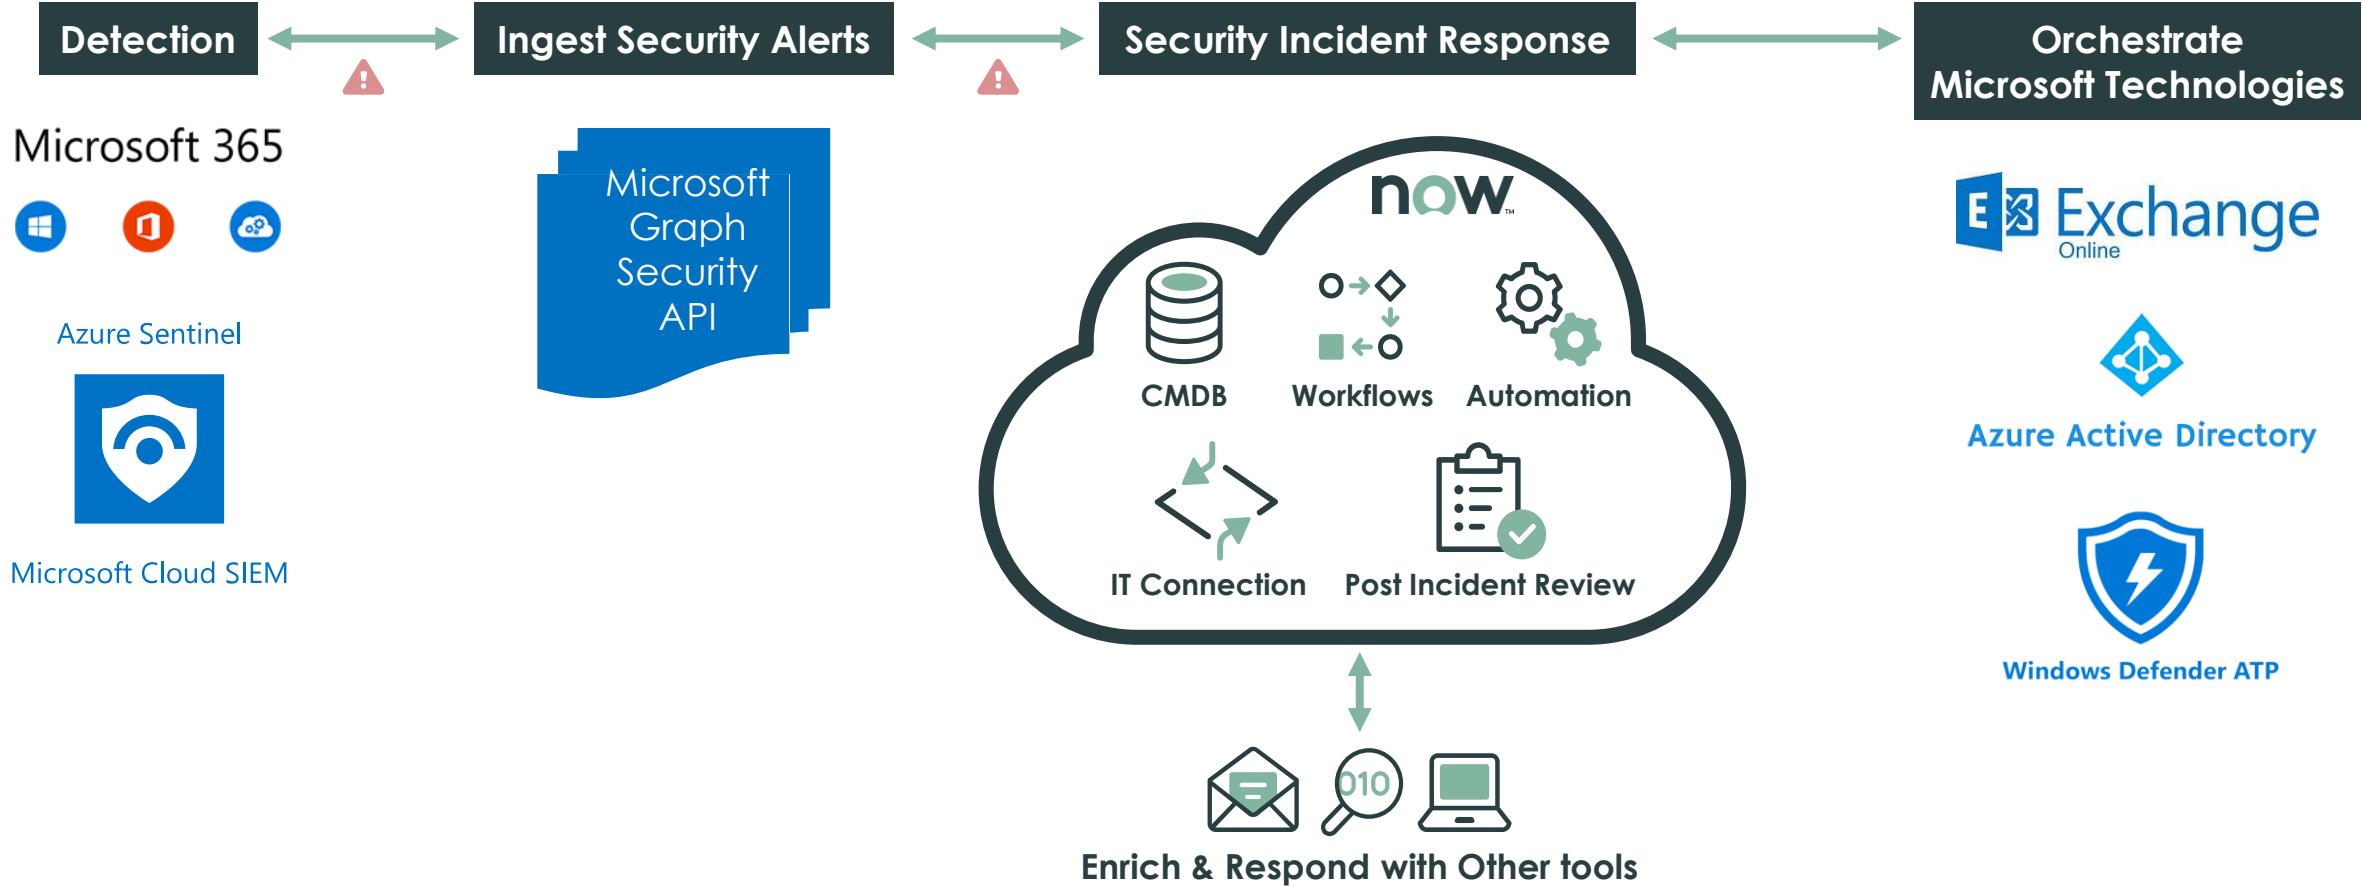 Detection
Ingest Security Alerts
Security Incident Response
Orchestrate
Microsoft Technologies
Microsoft 365
Azure Sentinel
Microsoft Cloud SIEM
Microsoft
Graph
Security
API
now™
CMDB
Workflows
Automation
IT Connection
Post Incident Review
010
Enrich & Respond with Other tools
E
Exchange
Online
Azure Active Directory
Windows Defender ATP